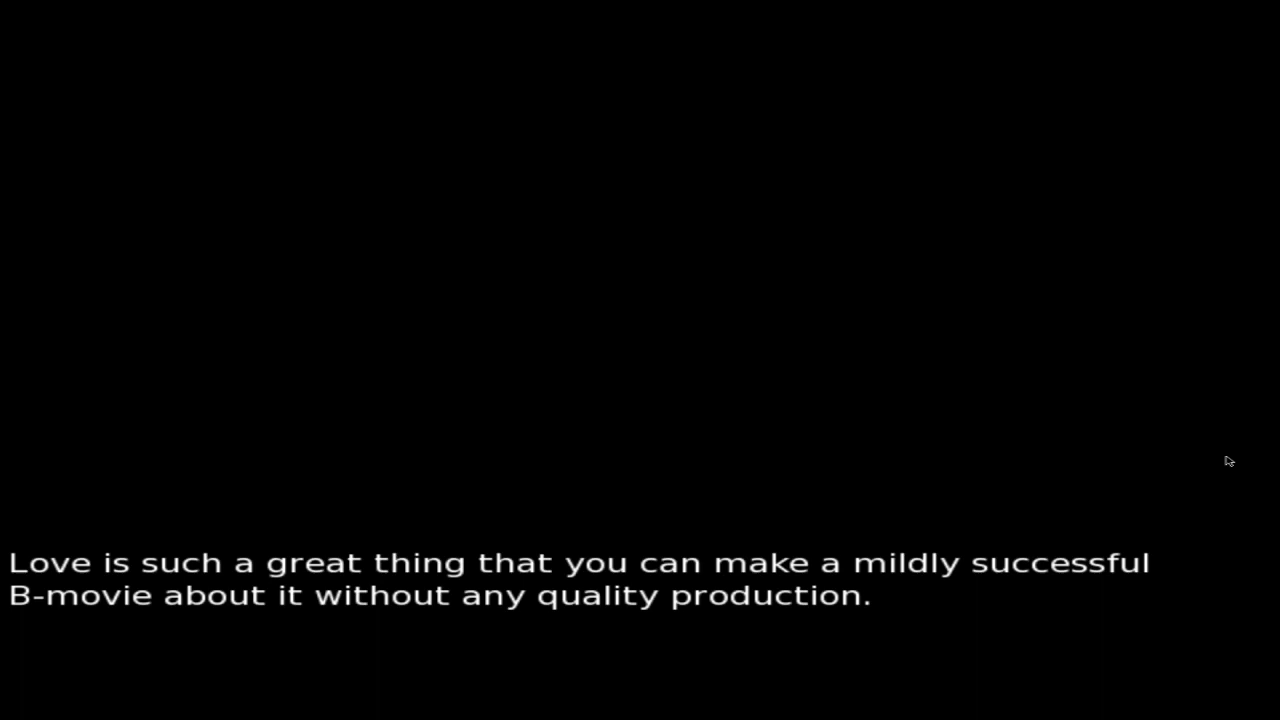 Love is such a great thing that you can make a mildly successful
B-movie about it without any quality production.